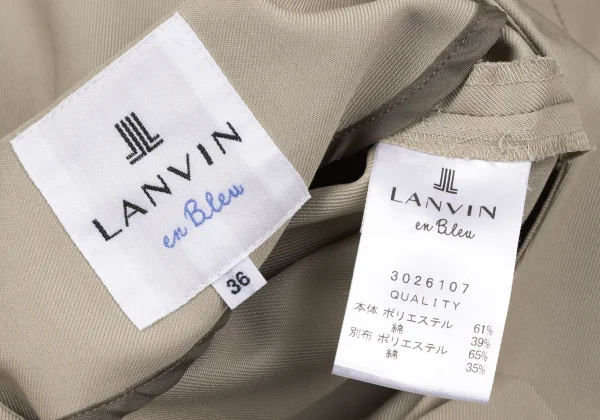 LANVIN
en Bleu
36
LANVIN
en Bleu
3026107
QUALITY
本体 ポリエステル 61%
綿 39%
別布 ポリエステル 65%
綿 35%